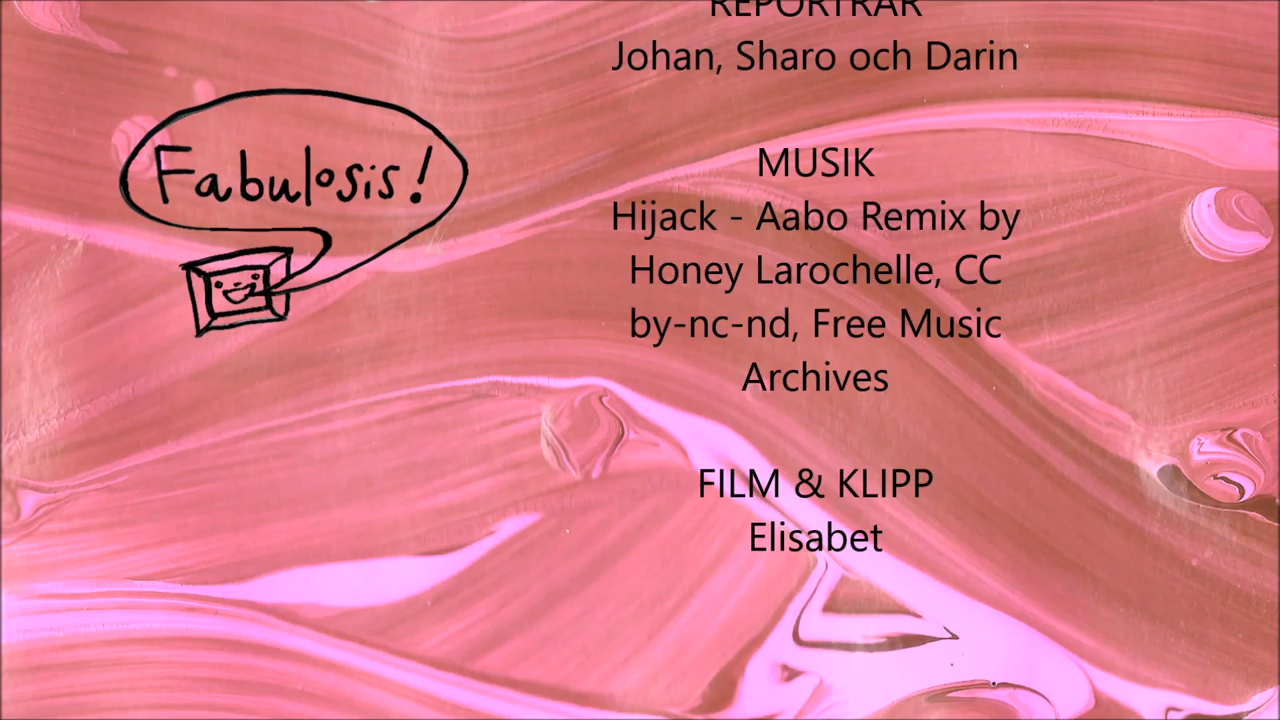 REPORTRAR
Johan, Sharo och Darin
Fabulosis!
MUSIK
Hijack - Aabo Remix by
Honey Larochelle, CC
by-nc-nd, Free Music
Archives
FILM & KLIPP
Elisabet